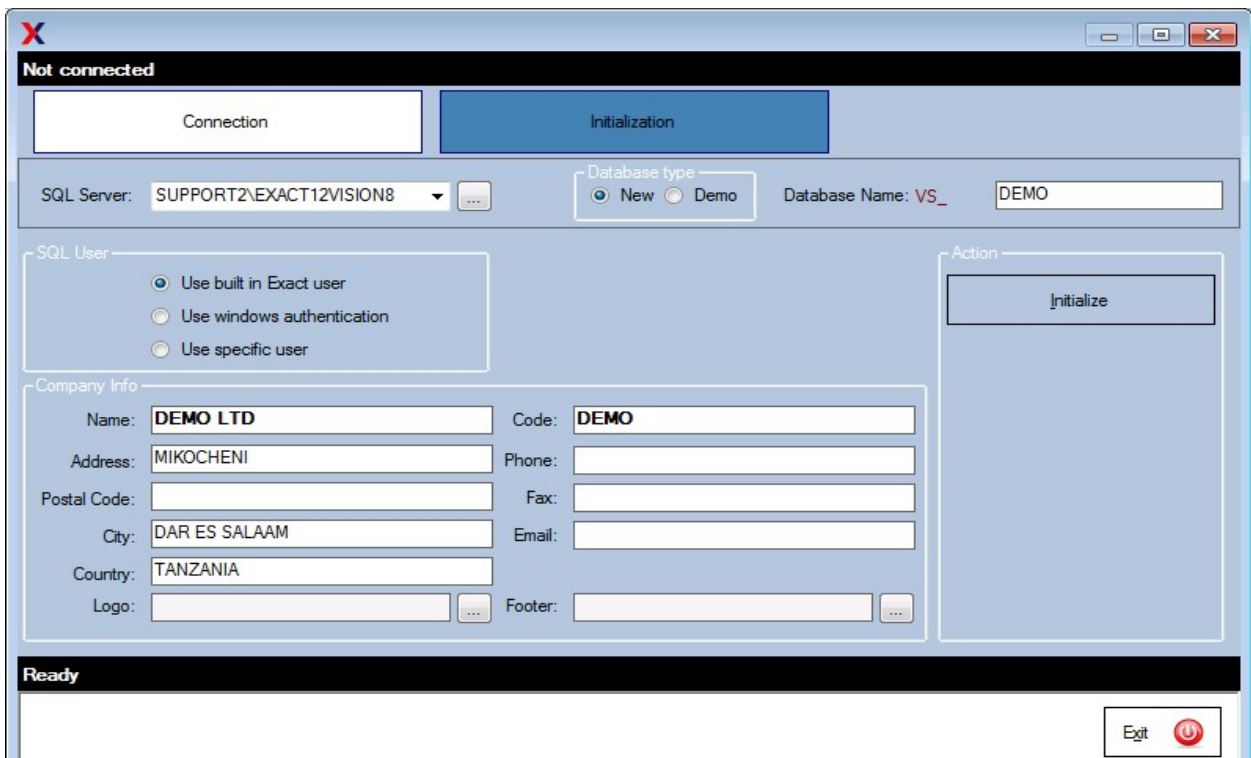 Not connected
Connection Initialization
Database type
SQL Server: SUPPORT2\EXACT12VISION8 ... New Demo Database Name: VS_ DEMO
SQL User Action
Use built in Exact user Initialize
Use windows authentication
Use specific user
Company Info
Name: DEMO LTD Code: DEMO
Address: MIKOCHENI Phone:
Postal Code: Fax:
City: DAR ES SALAAM Email:
Country: TANZANIA
Logo: ... Footer: ...
Ready
Exit